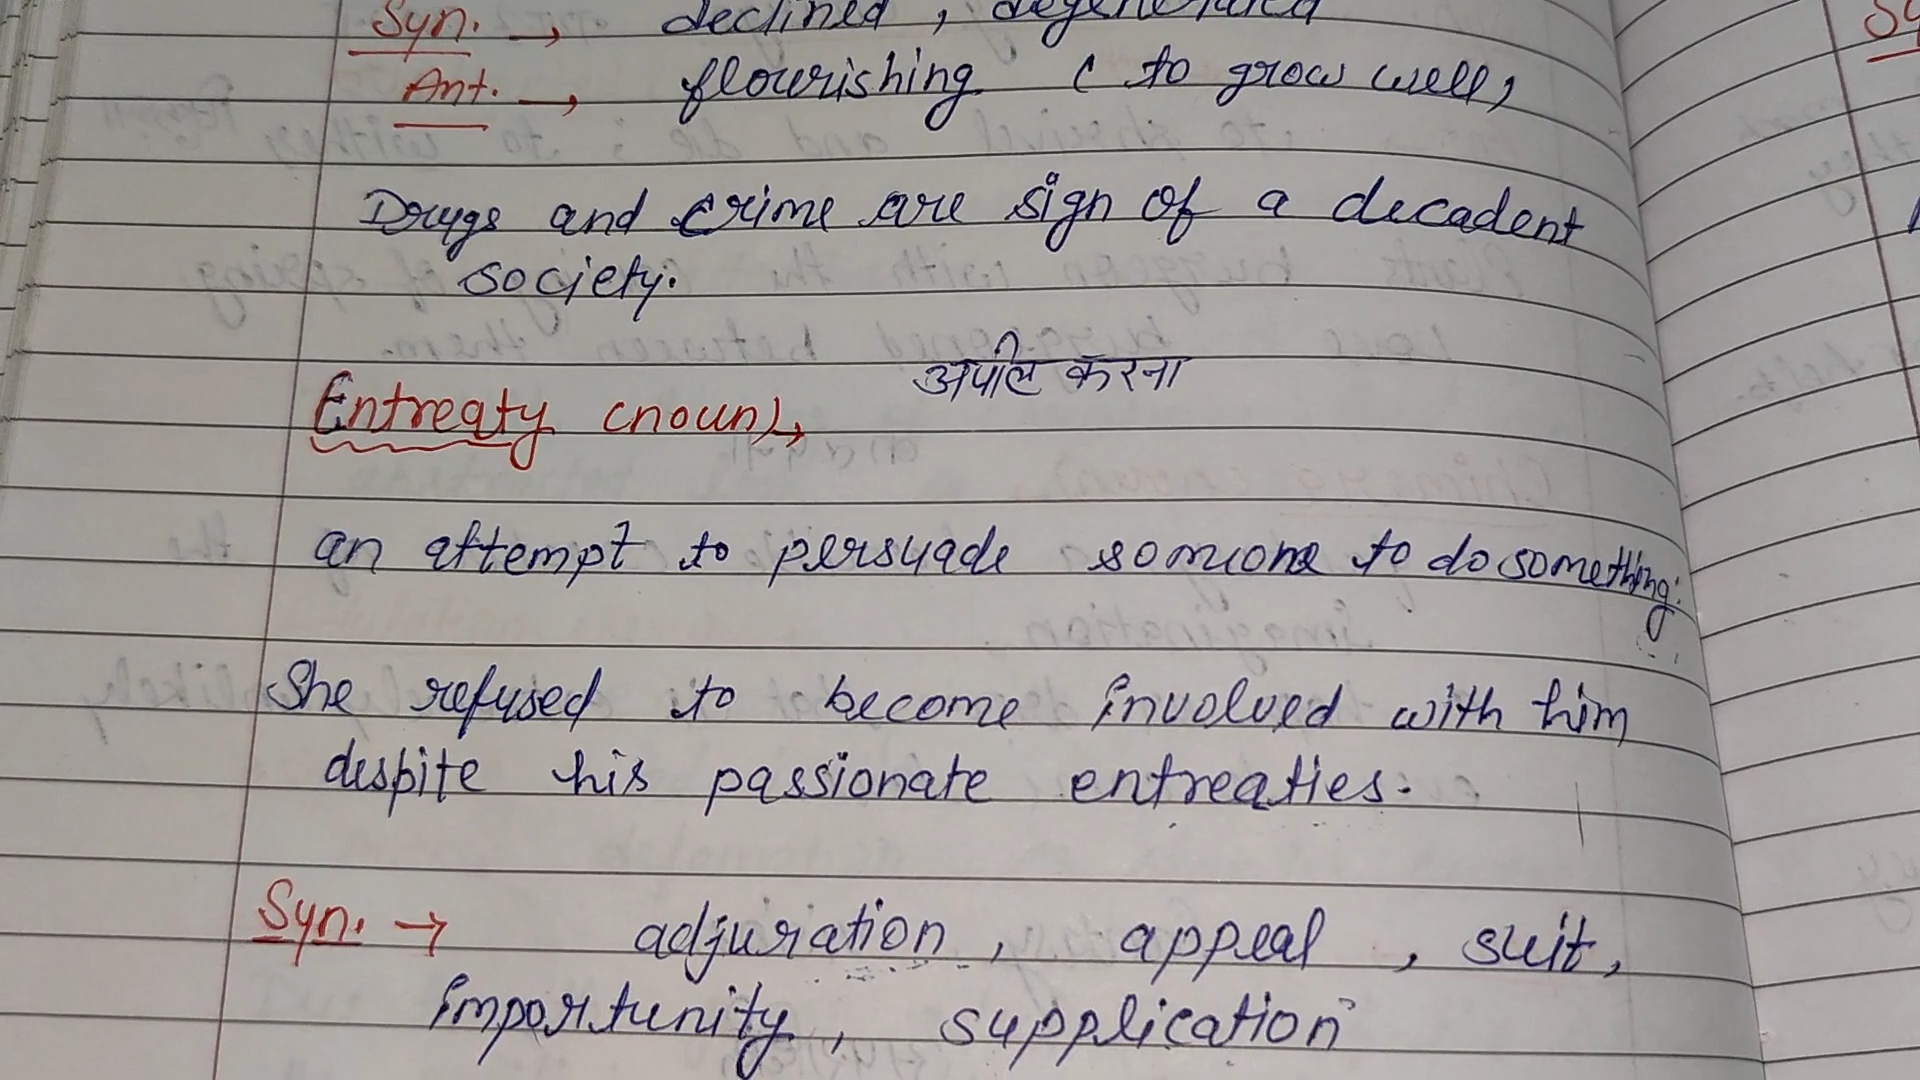 Syn. → declined, degenerated
Ant. → flourishing ( to grow well,
Drugs and crime are sign of a decadent
society.
अपील करना
Entreaty (noun) →
an attempt to persuade someone to do something.
She refused to become involved with him
despite his passionate entreaties.
Syn. → adjuration, appeal, suit,
importunity, supplication